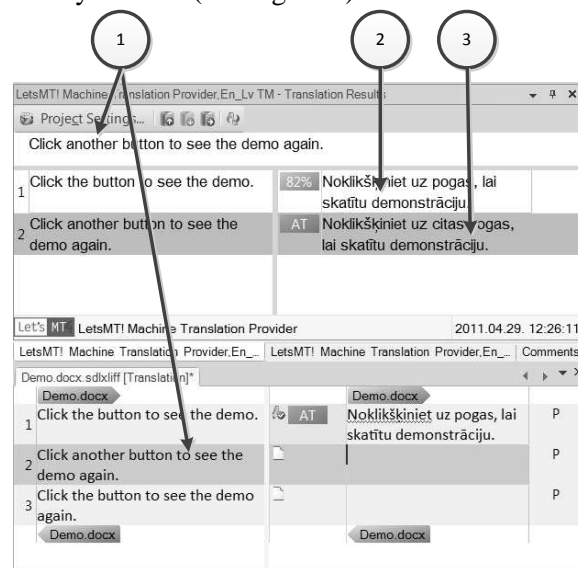 1 2 3
LetsMT! Machine Translation Provider,En_Lv TM - Translation Results
Project Settings...
Click another button to see the demo again.
1 Click the button to see the demo. 82% Noklikšķiniet uz pogas, lai
skatītu demonstrāciju.
2 Click another button to see the AT Noklikšķiniet uz citas pogas,
demo again. lai skatītu demonstrāciju.
Let's MT LetsMT! Machine Translation Provider 2011.04.29. 12:26:11
LetsMT! Machine Translation Provider,En_... LetsMT! Machine Translation Provider,En_... Comments
Demo.docx.sdlxliff [Translation]*
Demo.docx Demo.docx
1 Click the button to see the demo. AT Noklikšķiniet uz pogas, lai P
skatītu demonstrāciju.
2 Click another button to see the P
demo again.
3 Click the button to see the demo P
again.
Demo.docx Demo.docx